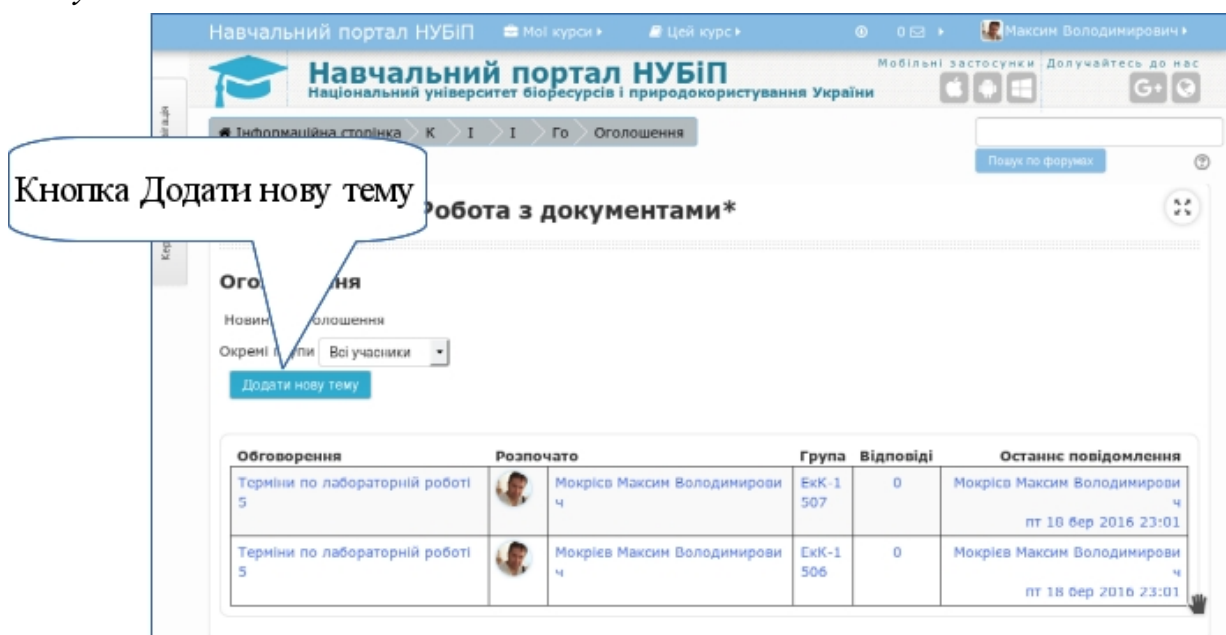 Навчальний портал НУБіП Мої курси Цей курс 0 Максим Володимирович
Навчальний портал НУБіП
Національний університет біоресурсів і природокористування України
Мобільні застосунки Долучайтесь до нас
G+
Інформаційна сторінка К І І Го Оголошення
Пошук по форумах
Кнопка Додати нову тему
Робота з документами*
Новин
Окремі
Всі учасники
Додати нову тему
Обговорення Розпочато Група Відповіді Останнє повідомлення
Терміни по лабораторній роботі Мокрієв Максим Володимирови ЕкК-1 0 Мокрієв Максим Володимирови
5 ч 507 ч
пт 18 бер 2016 23:01
Терміни по лабораторній роботі Мокрієв Максим Володимирови ЕкК-1 0 Мокрієв Максим Володимирови
5 ч 506 ч
пт 18 бер 2016 23:01